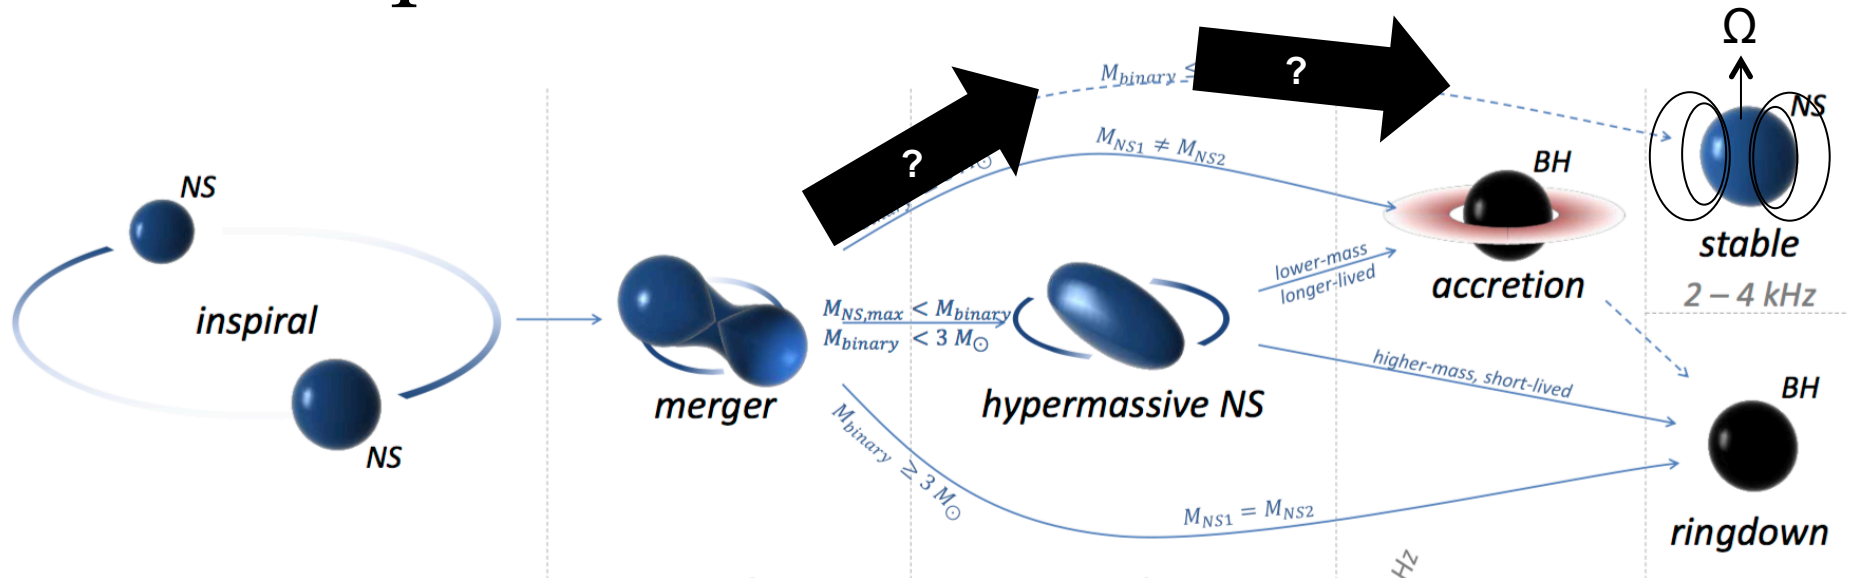 Ω
?
?
M_binary ≤
NS
M_NS1 ≠ M_NS2
BH
NS
stable
2 – 4 kHz
inspiral
accretion
lower-mass
longer-lived
M_NS,max < M_binary
M_binary < 3 M_⊙
merger
hypermassive NS
higher-mass, short-lived
BH
NS
M_binary ≥ 3 M_⊙
M_NS1 = M_NS2
ringdown
Hz